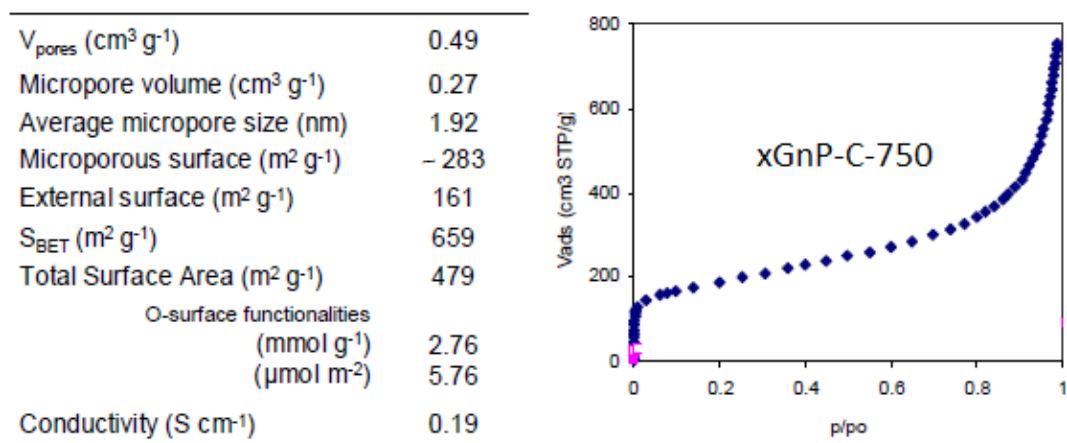 V_pores (cm³ g⁻¹) 0.49
Micropore volume (cm³ g⁻¹) 0.27
Average micropore size (nm) 1.92
Microporous surface (m² g⁻¹) ~ 283
External surface (m² g⁻¹) 161
S_BET (m² g⁻¹) 659
Total Surface Area (m² g⁻¹) 479
O-surface functionalities
(mmol g⁻¹) 2.76
(μmol m⁻²) 5.76
Conductivity (S cm⁻¹) 0.19
800
600
400
200
0
Vads (cm3 STP/g)
xGnP-C-750
0 0.2 0.4 0.6 0.8 1
p/po